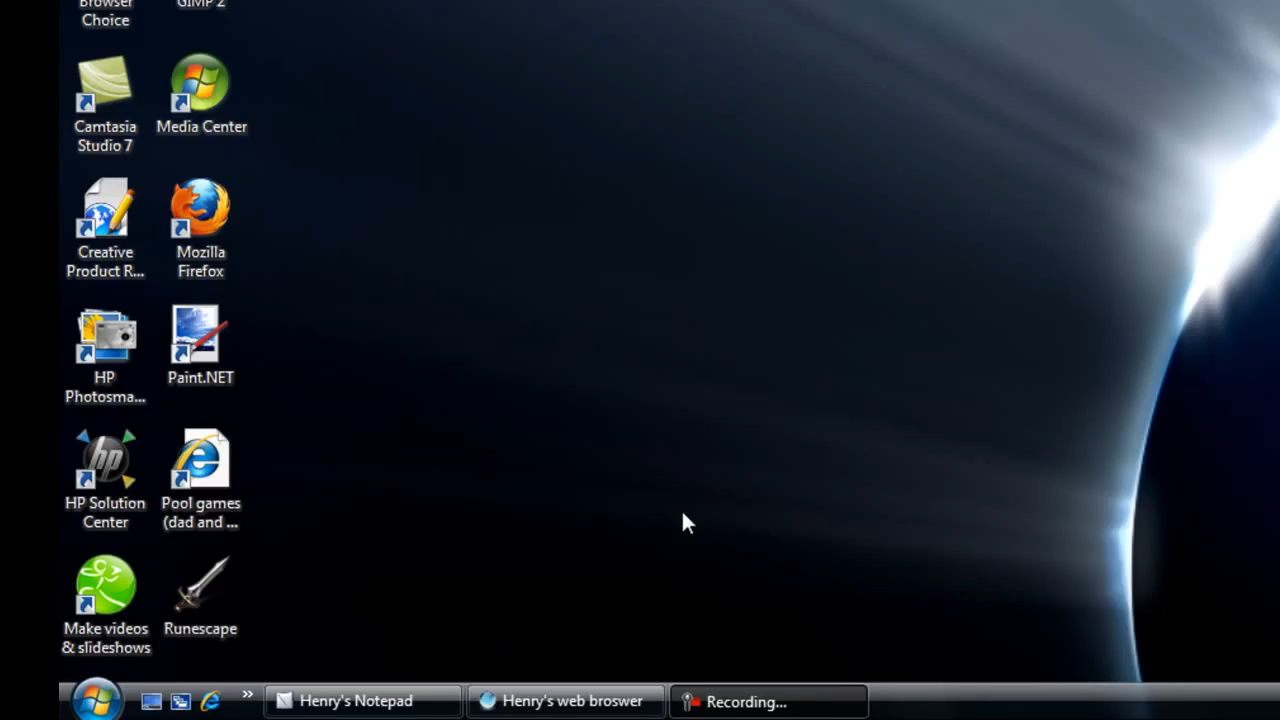 Browser
Choice
GIMP 2
Camtasia
Studio 7
Media Center
Creative
Product R...
Mozilla
Firefox
HP
Photosma...
Paint.NET
hp
HP Solution
Center
Pool games
(dad and ...
Make videos
& slideshows
Runescape
»
Henry's Notepad
Henry's web broswer
Recording...